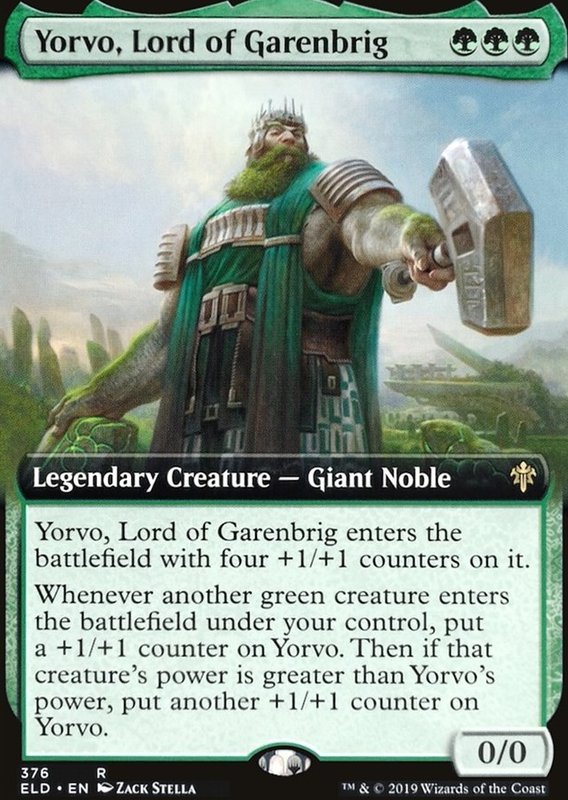 Yorvo, Lord of Garenbrig
Legendary Creature — Giant Noble
Yorvo, Lord of Garenbrig enters the
battlefield with four +1/+1 counters on it.
Whenever another green creature enters
the battlefield under your control, put
a +1/+1 counter on Yorvo. Then if that
creature's power is greater than Yorvo's
power, put another +1/+1 counter on
Yorvo.
0/0
376 R
ELD • EN Zack Stella
™ & © 2019 Wizards of the Coast